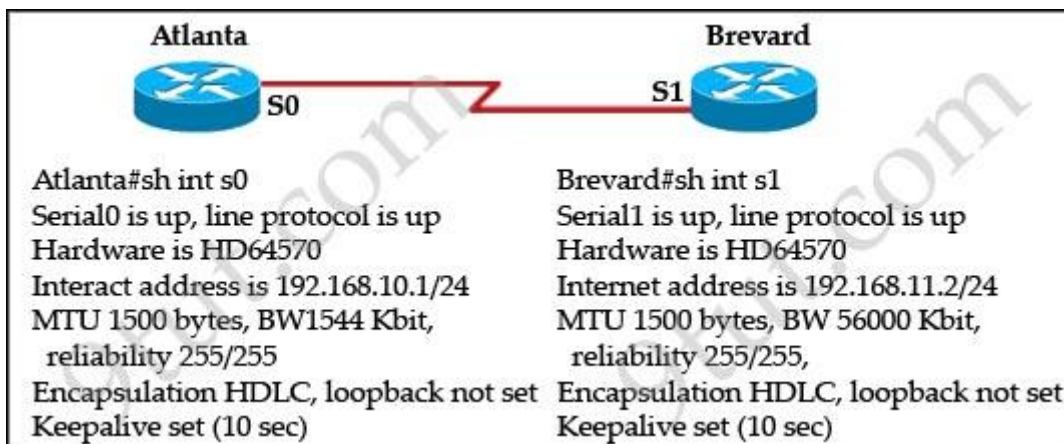 Atlanta
Brevard
S0
S1
Atlanta#sh int s0
Serial0 is up, line protocol is up
Hardware is HD64570
Interact address is 192.168.10.1/24
MTU 1500 bytes, BW1544 Kbit,
reliability 255/255
Encapsulation HDLC, loopback not set
Keepalive set (10 sec)
Brevard#sh int s1
Serial1 is up, line protocol is up
Hardware is HD64570
Internet address is 192.168.11.2/24
MTU 1500 bytes, BW 56000 Kbit,
reliability 255/255,
Encapsulation HDLC, loopback not set
Keepalive set (10 sec)
9tut.com
9tut.com